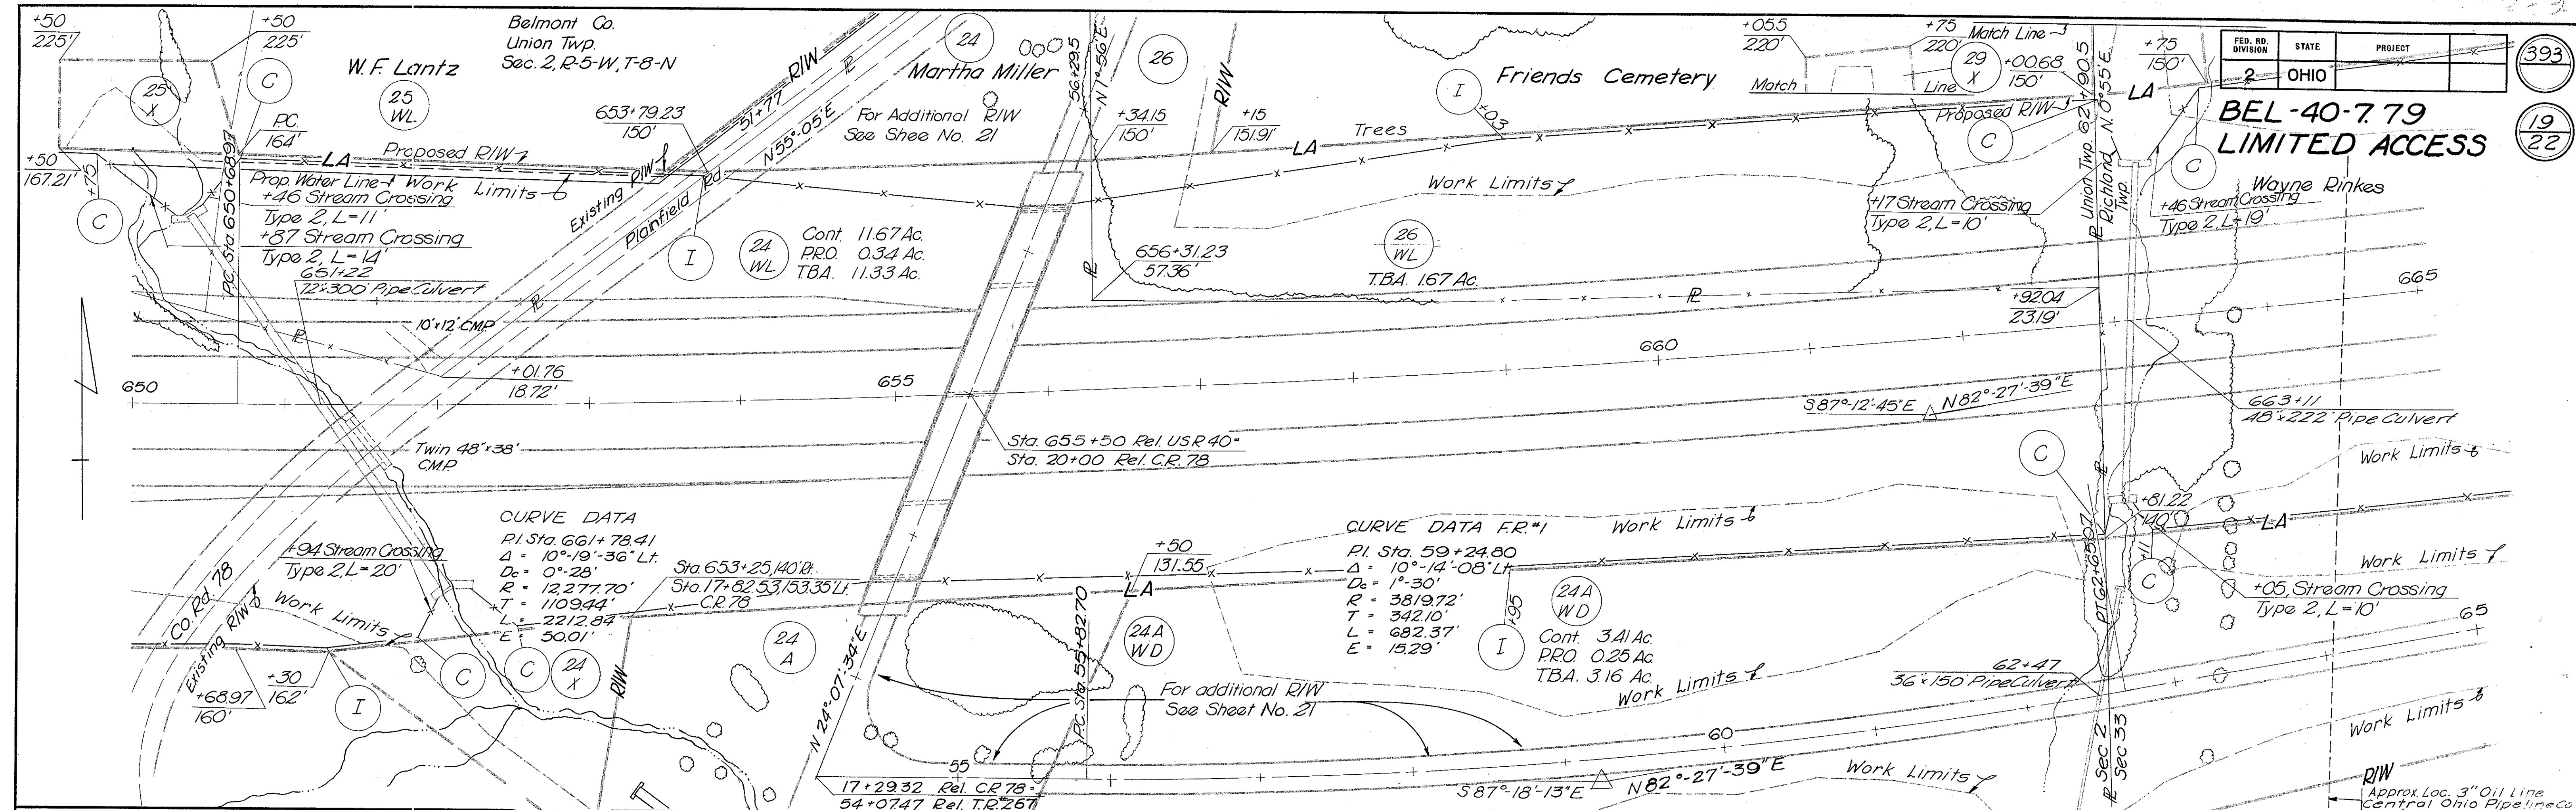 +50
225'
+50
225'
Belmont Co.
Union Twp.
Sec. 2, R-5-W, T-8-N
W. F. Lantz
25
X
C
25
WL
PC
164'
+50
167.21'
+75
C
LA
Proposed R/W
Prop. Water Line
Work Limits
+46 Stream Crossing
Type 2, L=11'
+87 Stream Crossing
Type 2, L=14'
651+22
72"x300' Pipe Culvert
P.C. Sta. 650+68.97
653+79.23
150'
51+77
R/W
N55°-05'E
Existing R/W
Plainfield Rd.
I
24
Martha Miller
For Additional R/W
See Shee No. 21
24
WL
Cont. 11.67 Ac.
P.R.O. 0.34 Ac.
T.B.A. 11.33 Ac.
56+29.5
N1°-56'E
26
R/W
+34.15
150'
+15
151.91'
LA
Trees
Friends Cemetery
I
+03
+05.5
220'
+75
220'
Match Line
Match Line
29
X
+00.68
150'
Proposed R/W
C
Union Twp. 62+90.5
Richland Twp. N.0°55'E.
+75
150'
LA
C
FED. RD. DIVISION
STATE
PROJECT
2
OHIO
393
BEL-40-7.79
LIMITED ACCESS
19
22
Wayne Rinkes
+46 Stream Crossing
Type 2, L=19'
+17 Stream Crossing
Type 2, L=10'
Work Limits
26
WL
T.B.A. 1.67 Ac.
656+31.23
57.36'
+92.04
23.19'
665
660
655
650
10'x12' C.M.P.
+01.76
18.72'
Twin 48"x38'
C.M.P.
Sta. 655+50 Rel. U.S.R. 40=
Sta. 20+00 Rel. C.R. 78
S87°-12'-45"E
N82°-27'-39"E
663+11
48"x222' Pipe Culvert
Work Limits
CURVE DATA
P.I. Sta. 661+78.41
Δ = 10°-19'-36" Lt.
Dc = 0°-28'
R = 12,277.70'
T = 1109.44'
L = 2212.84'
E = 50.01'
+94 Stream Crossing
Type 2, L=20'
Co. Rd. 78
Existing R/W
Work Limits
+68.97
160'
+30
162'
I
C
C
24
X
R/W
Sta. 653+25, 140' Rt.
Sta. 17+82.53, 153.35' Lt.
C.R. 78
24
A
N 24°-07'-34"E
LA
+50
131.55
P.C. Sta. 55+82.70
24A
WD
CURVE DATA F.R. #1
P.I. Sta. 59+24.80
Δ = 10°-14'-08" Lt.
Dc = 1°-30'
R = 3819.72'
T = 342.10'
L = 682.37'
E = 15.29'
Work Limits
+95
I
24A
WD
Cont. 3.41 Ac.
P.R.O. 0.25 Ac.
T.B.A. 3.16 Ac.
Work Limits
For additional R/W
See Sheet No. 21
C
P.T. 62+65.07
+81.22
140'
LA
+11
C
Work Limits
+05, Stream Crossing
Type 2, L=10'
65
62+47
36"x150' Pipe Culvert
Work Limits
55
60
17+29.32 Rel. C.R. 78=
54+07.47 Rel. T.R. 267
S87°-18'-13"E
N82°-27'-39"E
Work Limits
Sec 2
Sec 33
R/W
Approx. Loc. 3" Oil Line
Central Ohio Pipeline Co.